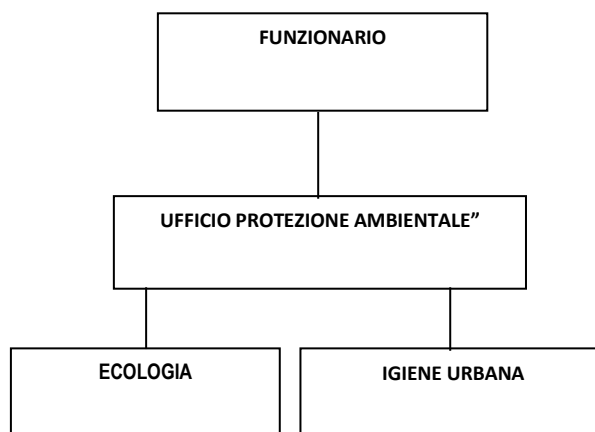 FUNZIONARIO
UFFICIO PROTEZIONE AMBIENTALE”
ECOLOGIA
IGIENE URBANA